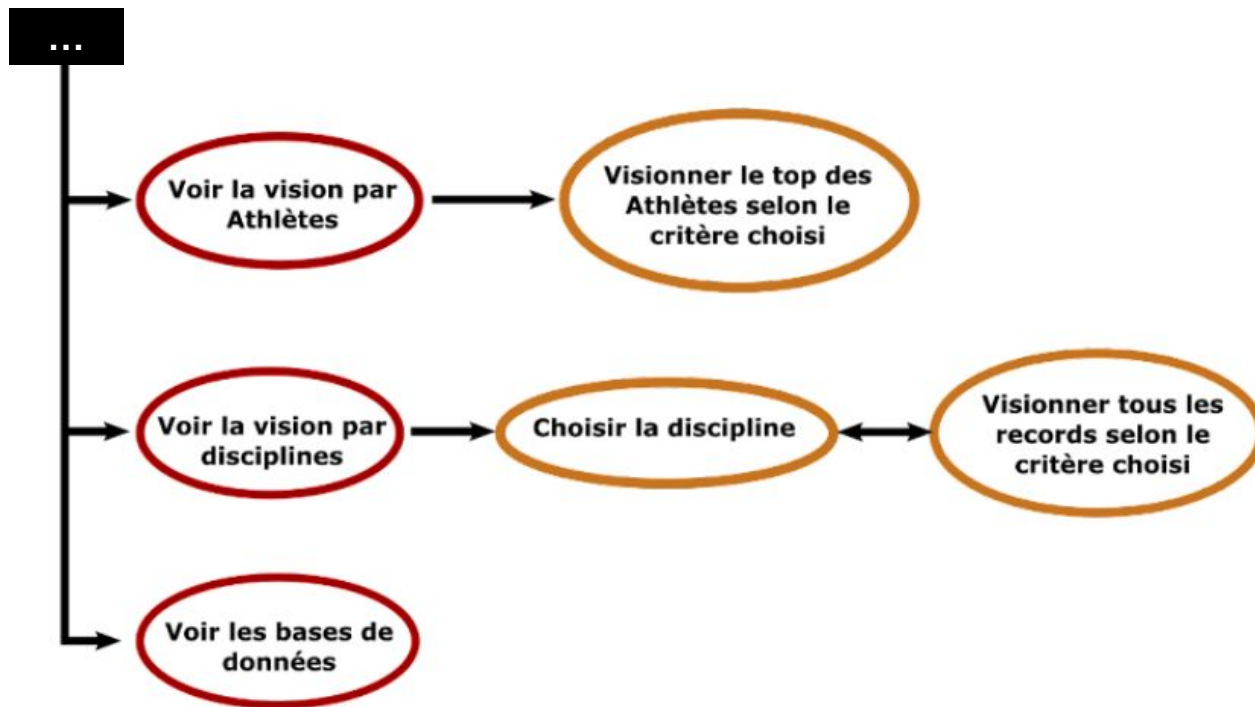 ...
Voir la vision par
Athlètes
Visionner le top des
Athlètes selon le
critère choisi
Voir la vision par
disciplines
Choisir la discipline
Visionner tous les
records selon le
critère choisi
Voir les bases de
données